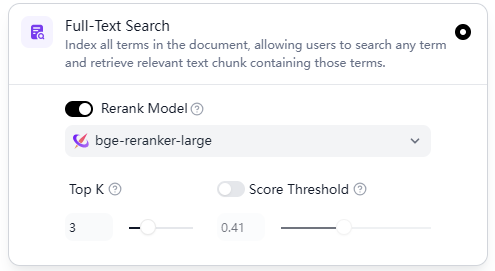 Full-Text Search
Index all terms in the document, allowing users to search any term
and retrieve relevant text chunk containing those terms.
Rerank Model
bge-reranker-large
Top K
Score Threshold
3
0.41